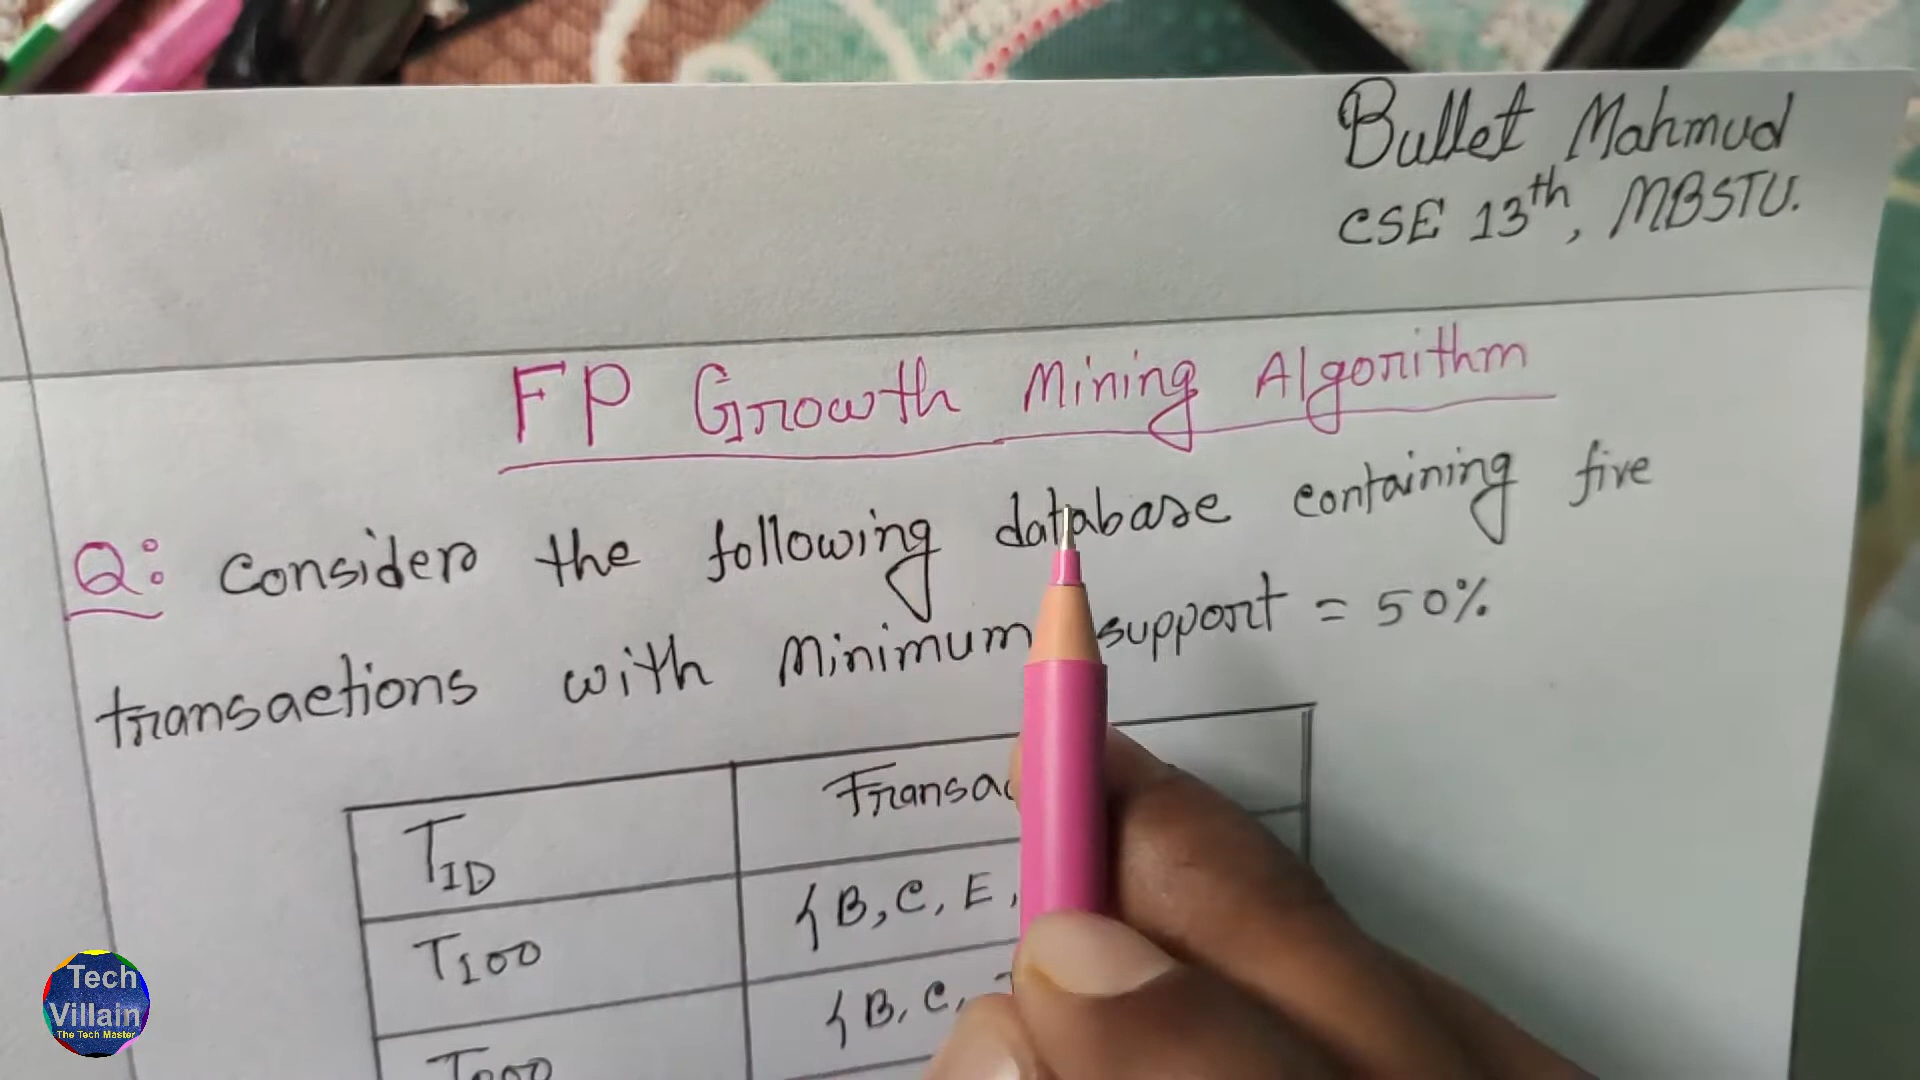 Bullet Mahmud
CSE 13th, MBSTU.
FP Growth Mining Algorithm
Q: Consider the following database containing five
transactions with Minimum support = 50%
TID
T100 {B, C, E,
{B, C,
Tech
Villain
The Tech Master